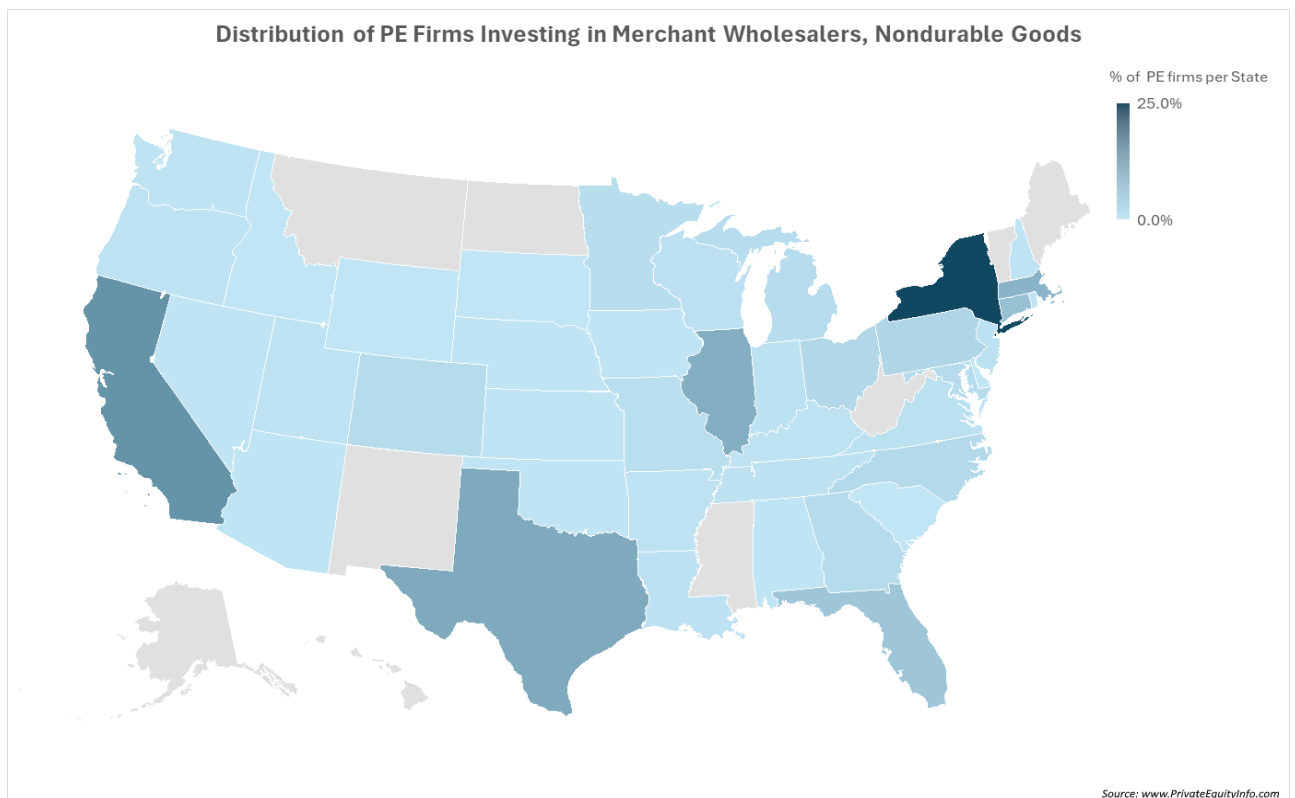 Distribution of PE Firms Investing in Merchant Wholesalers, Nondurable Goods
% of PE firms per State
25.0%
0.0%
Source: www.PrivateEquityInfo.com